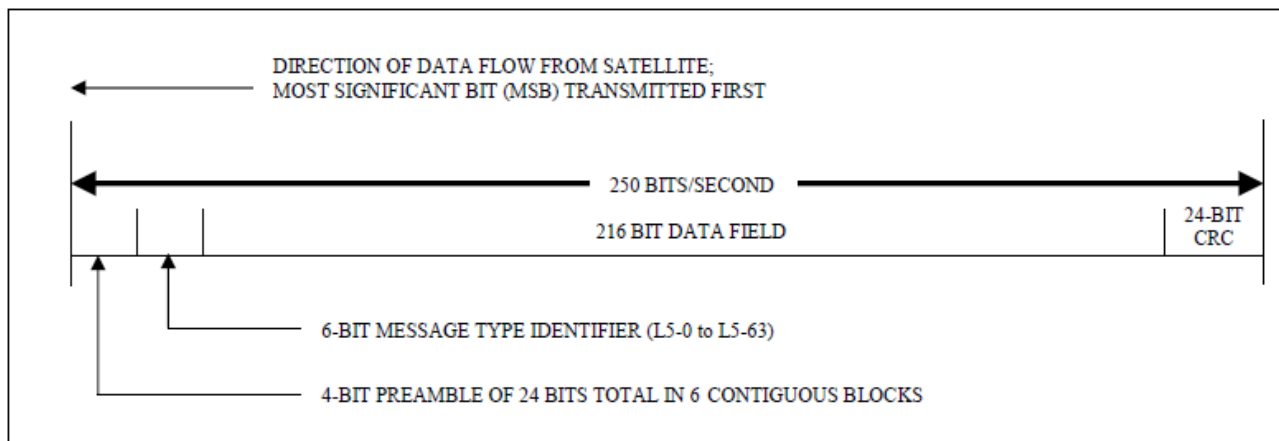 DIRECTION OF DATA FLOW FROM SATELLITE;
MOST SIGNIFICANT BIT (MSB) TRANSMITTED FIRST
250 BITS/SECOND
216 BIT DATA FIELD
24-BIT
CRC
6-BIT MESSAGE TYPE IDENTIFIER (L5-0 to L5-63)
4-BIT PREAMBLE OF 24 BITS TOTAL IN 6 CONTIGUOUS BLOCKS